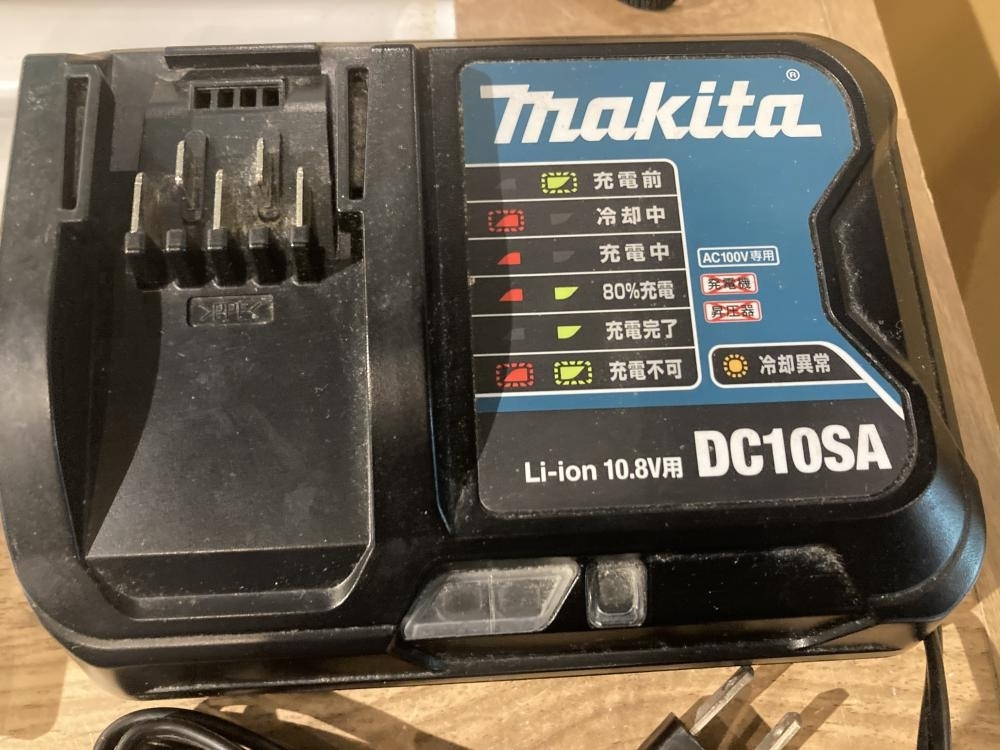 makita®
充電前
冷却中
充電中
80%充電
充電完了
充電不可
AC100V専用
発電機
昇圧器
冷却異常
Li-ion 10.8V用 DC10SA